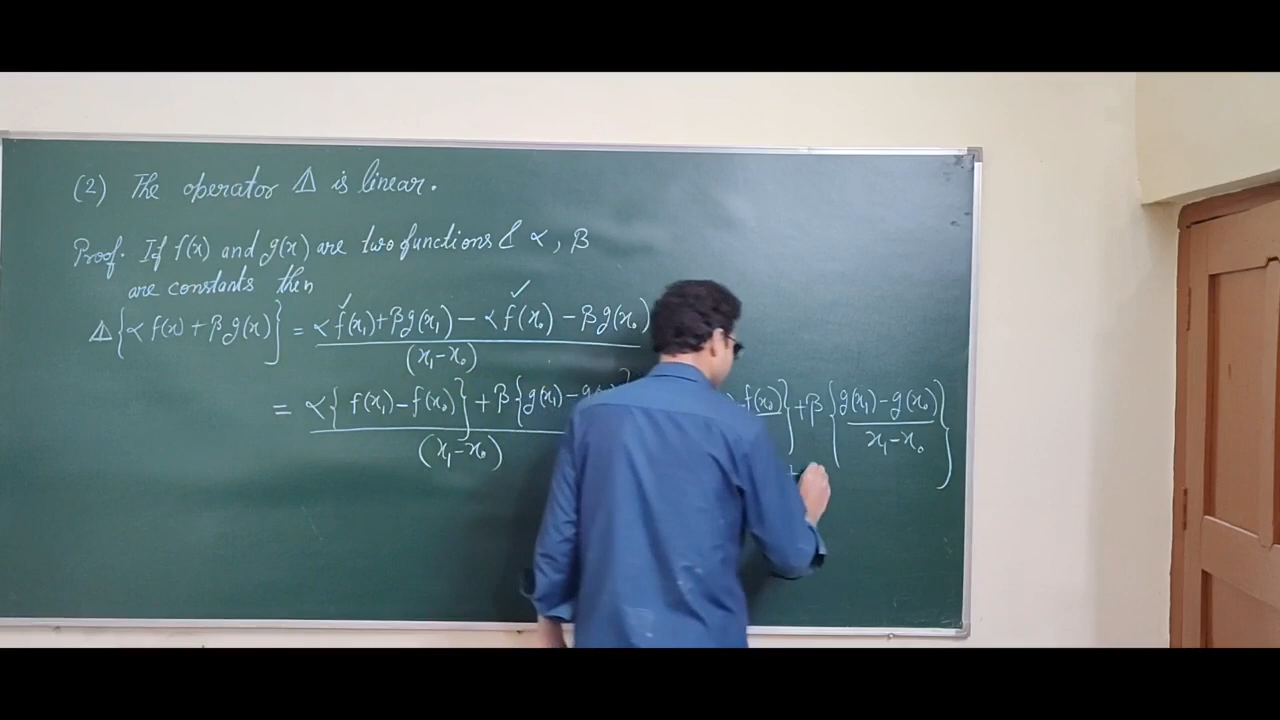 (2) The operator ⃤ is linear.
Proof. If f(x) and g(x) are two functions & α, β
are constants then
⃤ {α f(x) + β g(x)} = (α f(x₁) + β g(x₁) − α f(x₀) − β g(x₀)) / (x₁ − x₀)
= (α{f(x₁) − f(x₀)} + β{g(x₁) − / (x₁ − x₀) − f(x₀)} + β{(g(x₁) − g(x₀)) / (x₁ − x₀)}